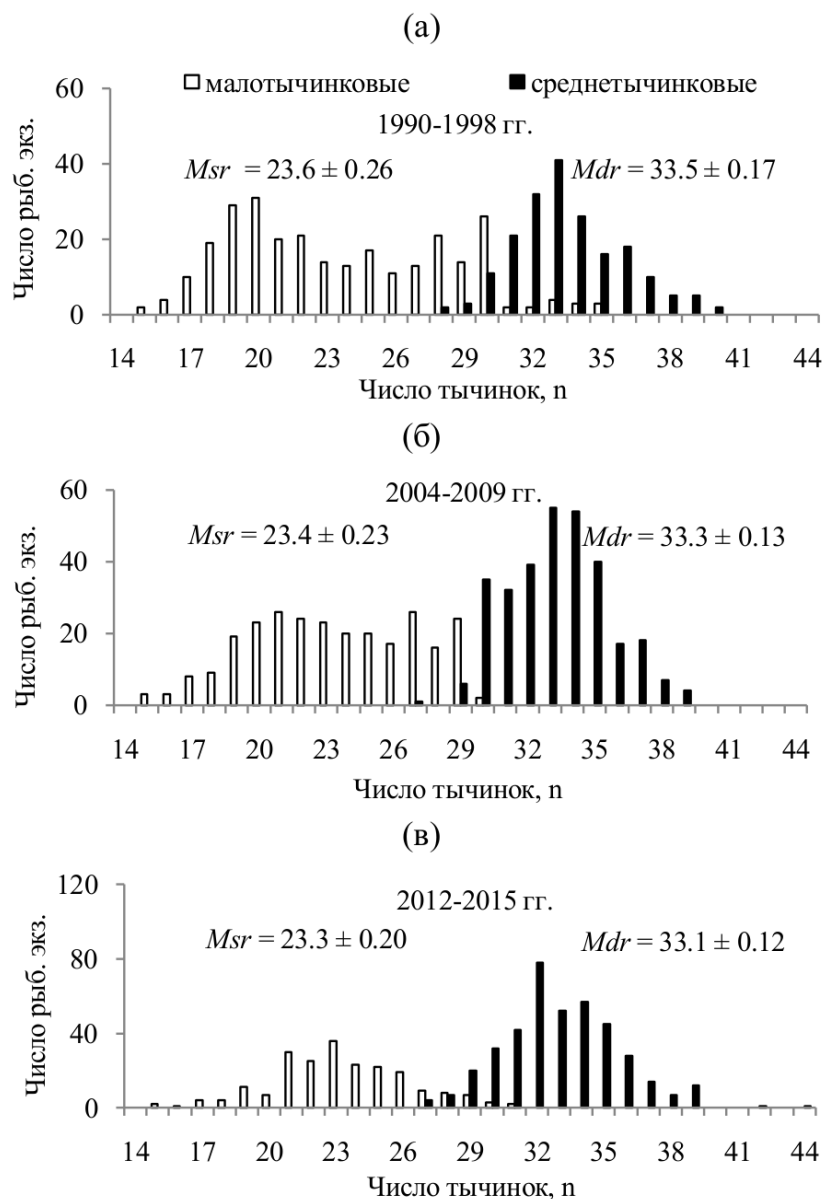 (а)
малотычинковые среднетычинковые
60
1990-1998 гг.
Msr = 23.6 ± 0.26 Mdr = 33.5 ± 0.17
40
20
0
Число рыб. экз.
14 17 20 23 26 29 32 35 38 41 44
Число тычинок, n
(б)
60
2004-2009 гг.
Msr = 23.4 ± 0.23 Mdr = 33.3 ± 0.13
40
20
0
Число рыб. экз.
14 17 20 23 26 29 32 35 38 41 44
Число тычинок, n
(в)
120
2012-2015 гг.
Msr = 23.3 ± 0.20 Mdr = 33.1 ± 0.12
80
40
0
Число рыб. экз.
14 17 20 23 26 29 32 35 38 41 44
Число тычинок, n